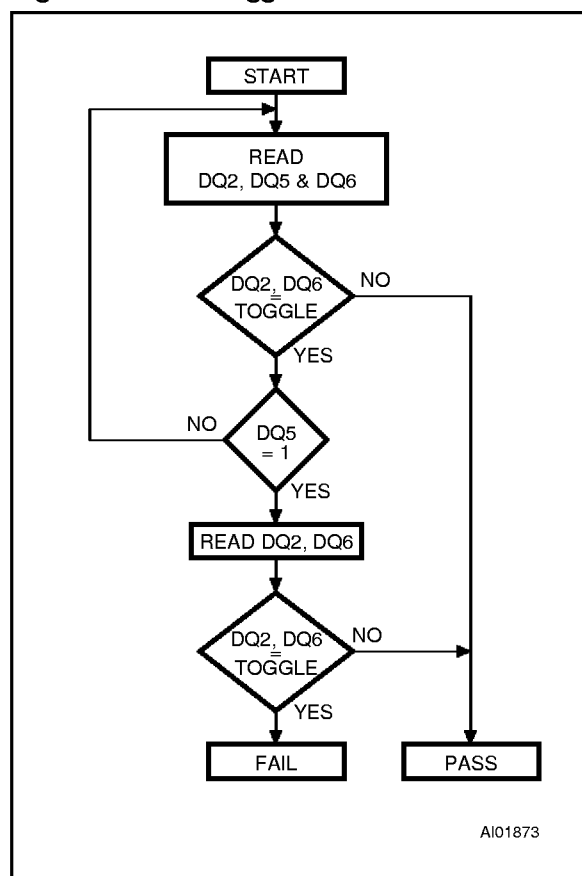 START
READ
DQ2, DQ5 & DQ6
DQ2, DQ6
=
TOGGLE
NO
YES
NO
DQ5
= 1
YES
READ DQ2, DQ6
DQ2, DQ6
=
TOGGLE
NO
YES
FAIL
PASS
AI01873